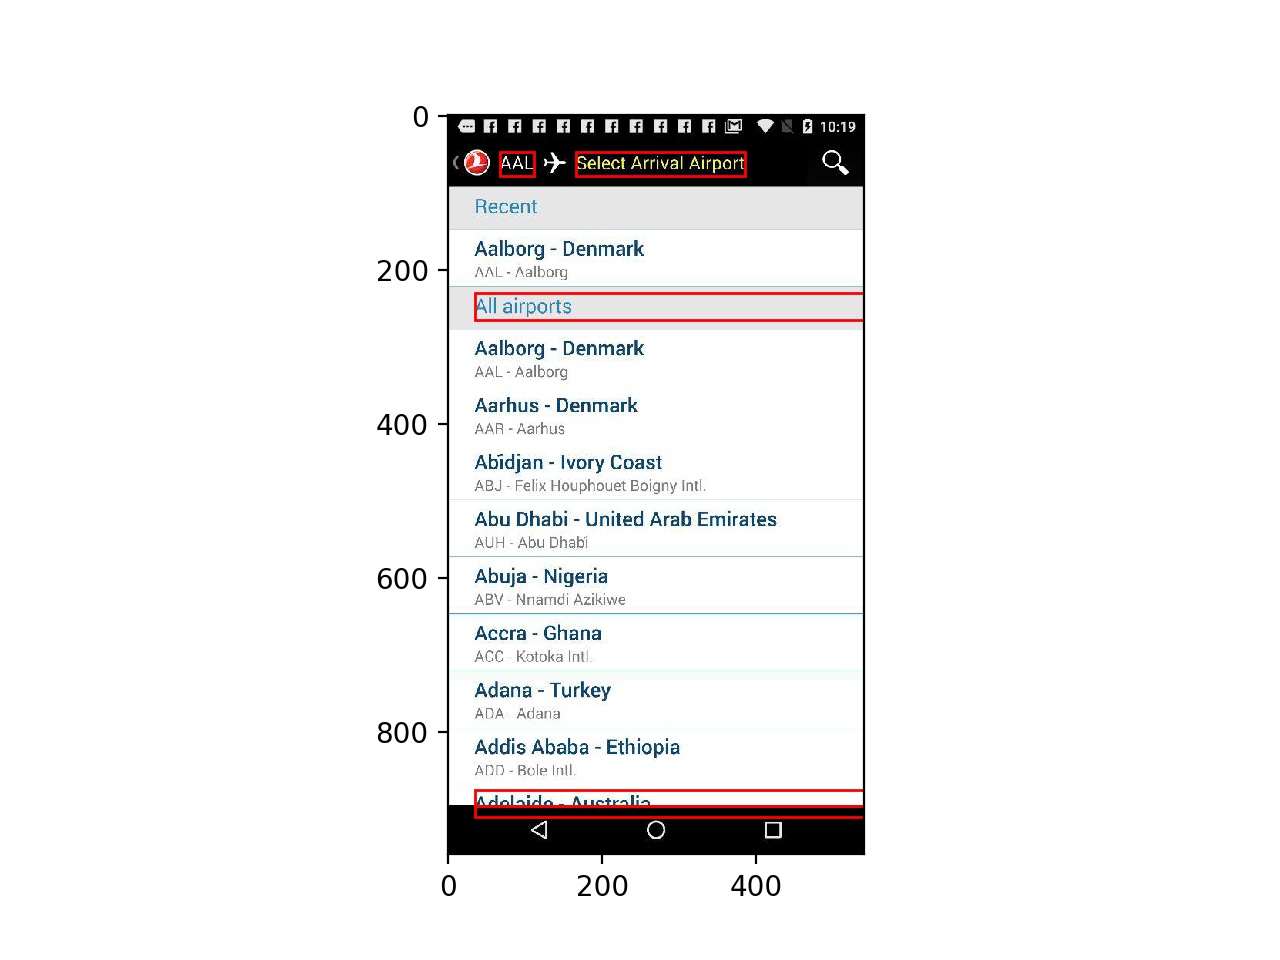 0
10:19
AAL Select Arrival Airport
Recent
Aalborg - Denmark
200
AAL - Aalborg
All airports
Aalborg - Denmark
AAL - Aalborg
Aarhus - Denmark
400
AAR - Aarhus
Abidjan - Ivory Coast
ABJ - Felix Houphouet Boigny Intl.
Abu Dhabi - United Arab Emirates
AUH - Abu Dhabi
600
Abuja - Nigeria
ABV - Nnamdi Azikiwe
Accra - Ghana
ACC - Kotoka Intl.
Adana - Turkey
ADA - Adana
800
Addis Ababa - Ethiopia
ADD - Bole Intl.
Adelaide - Australia
0 200 400